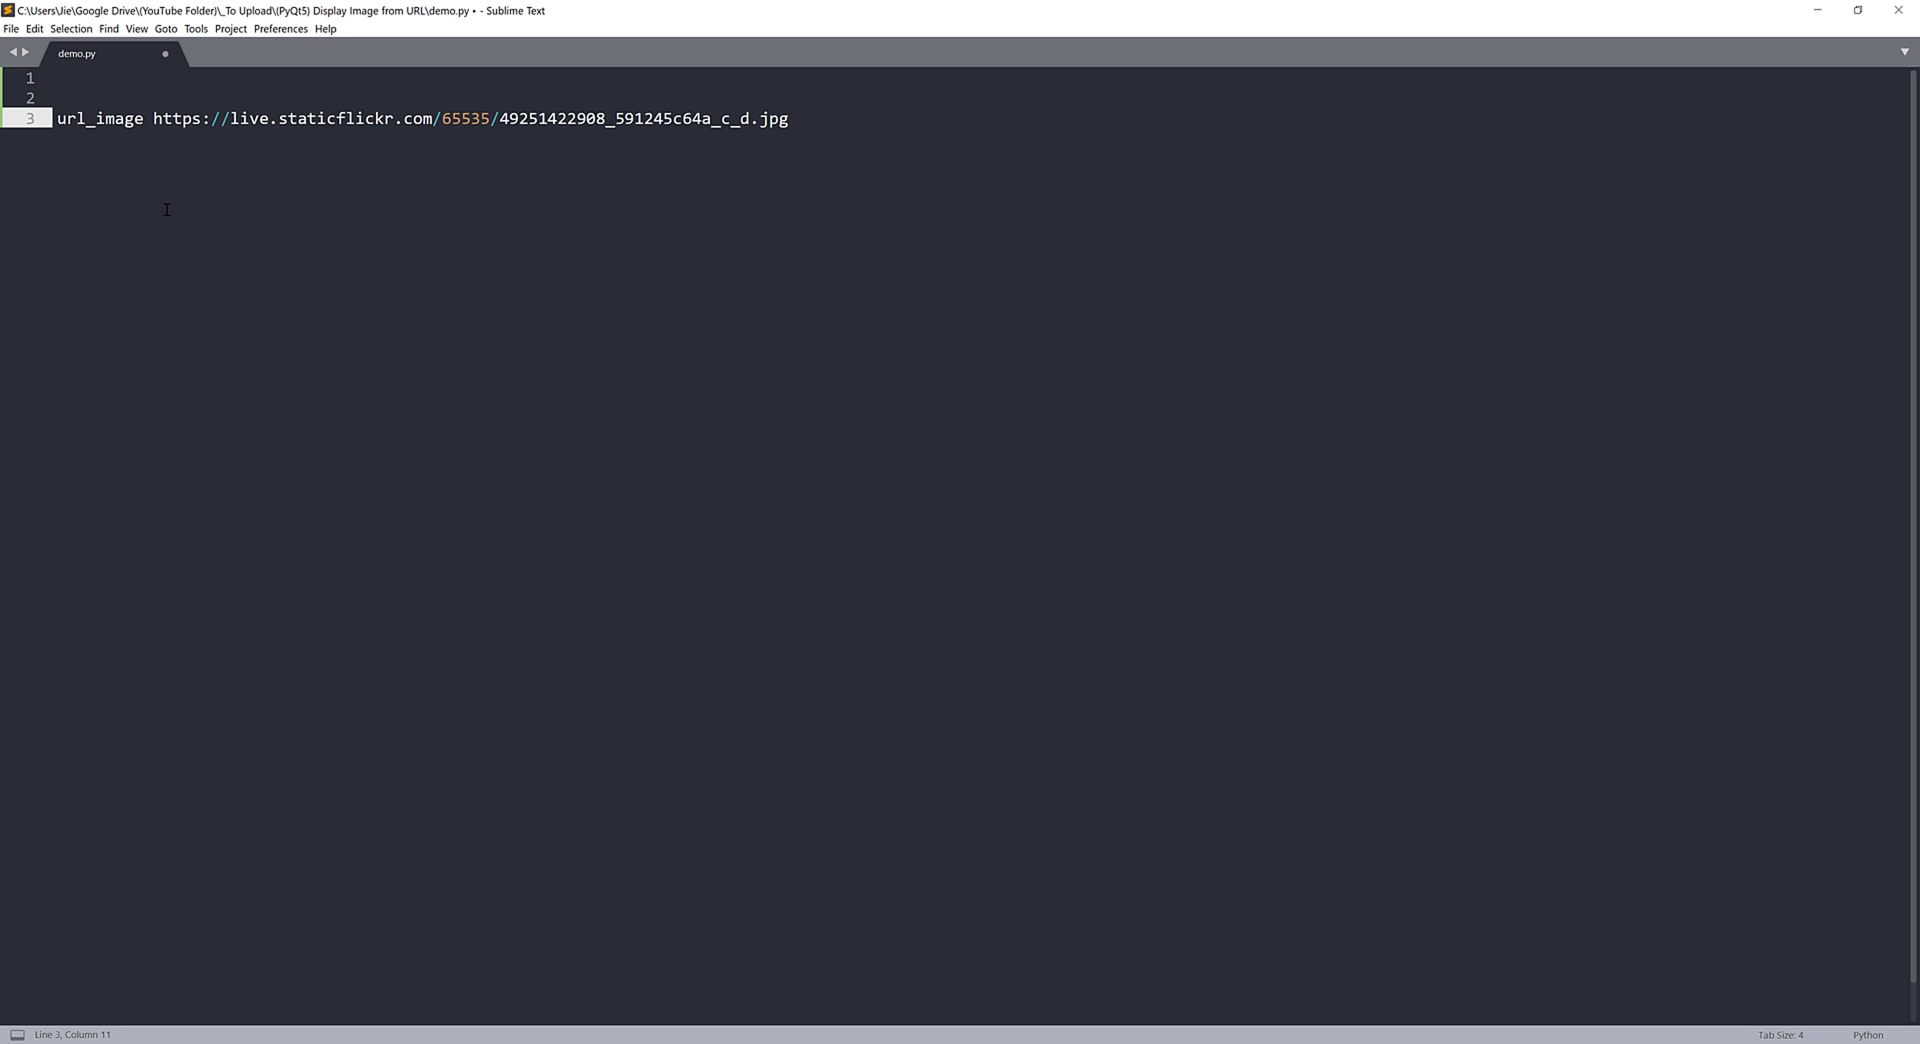 C:\Users\Jie\Google Drive\(YouTube Folder)\_To Upload\(PyQt5) Display Image from URL\demo.py • - Sublime Text
File Edit Selection Find View Goto Tools Project Preferences Help
demo.py
1
2
3 url_image https://live.staticflickr.com/65535/49251422908_591245c64a_c_d.jpg
Line 3, Column 11 Tab Size: 4 Python